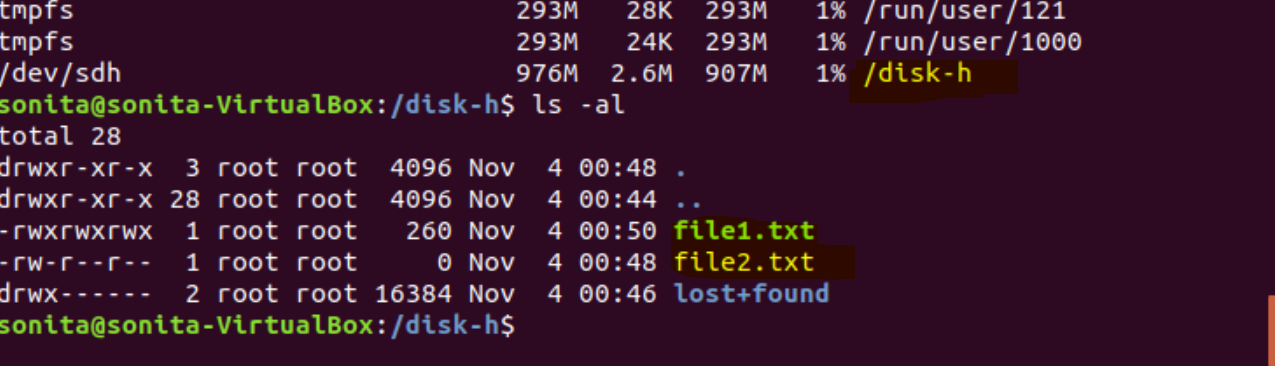 tmpfs 293M 28K 293M 1% /run/user/121
tmpfs 293M 24K 293M 1% /run/user/1000
/dev/sdh 976M 2.6M 907M 1% /disk-h
sonita@sonita-VirtualBox:/disk-h$ ls -al
total 28
drwxr-xr-x 3 root root 4096 Nov 4 00:48 .
drwxr-xr-x 28 root root 4096 Nov 4 00:44 ..
-rwxrwxrwx 1 root root 260 Nov 4 00:50 file1.txt
-rw-r--r-- 1 root root 0 Nov 4 00:48 file2.txt
drwx------ 2 root root 16384 Nov 4 00:46 lost+found
sonita@sonita-VirtualBox:/disk-h$